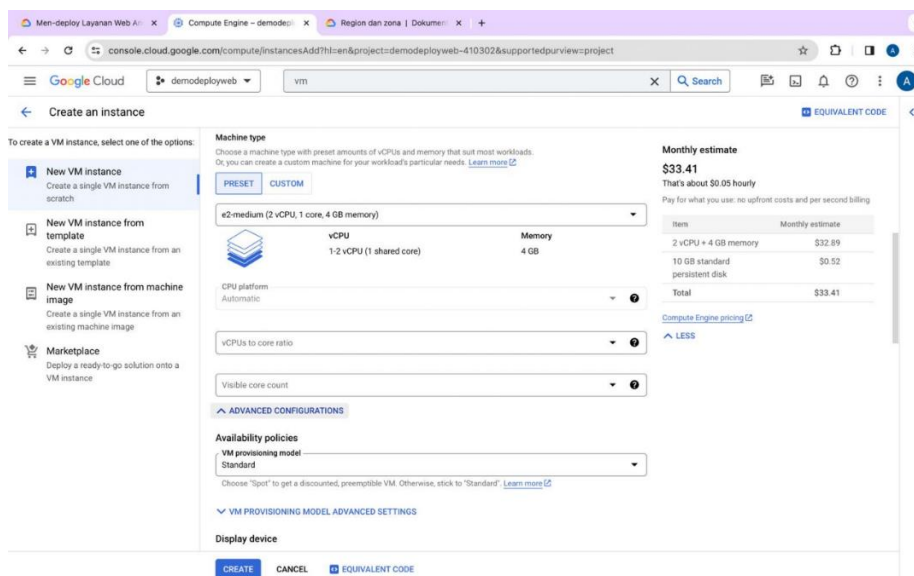 Men-deploy Layanan Web An
Compute Engine – demodepl
Region dan zona | Dokument
console.cloud.google.com/compute/instancesAdd?hl=en&project=demodeployweb-410302&supportedpurview=project
A
Google Cloud
demodeployweb
vm
Search
A
Create an instance
EQUIVALENT CODE
To create a VM instance, select one of the options:
New VM instance
Create a single VM instance from
scratch
New VM instance from
template
Create a single VM instance from an
existing template
New VM instance from machine
image
Create a single VM instance from an
existing machine image
Marketplace
Deploy a ready-to-go solution onto a
VM instance
Machine type
Choose a machine type with preset amounts of vCPUs and memory that suit most workloads.
Or, you can create a custom machine for your workload's particular needs. Learn more
PRESET CUSTOM
e2-medium (2 vCPU, 1 core, 4 GB memory)
vCPU Memory
1-2 vCPU (1 shared core) 4 GB
CPU platform
Automatic
vCPUs to core ratio
Visible core count
ADVANCED CONFIGURATIONS
Availability policies
VM provisioning model
Standard
Choose "Spot" to get a discounted, preemptible VM. Otherwise, stick to "Standard". Learn more
VM PROVISIONING MODEL ADVANCED SETTINGS
Display device
CREATE CANCEL EQUIVALENT CODE
Monthly estimate
$33.41
That's about $0.05 hourly
Pay for what you use: no upfront costs and per second billing
Item Monthly estimate
2 vCPU + 4 GB memory $32.89
10 GB standard $0.52
persistent disk
Total $33.41
Compute Engine pricing
LESS